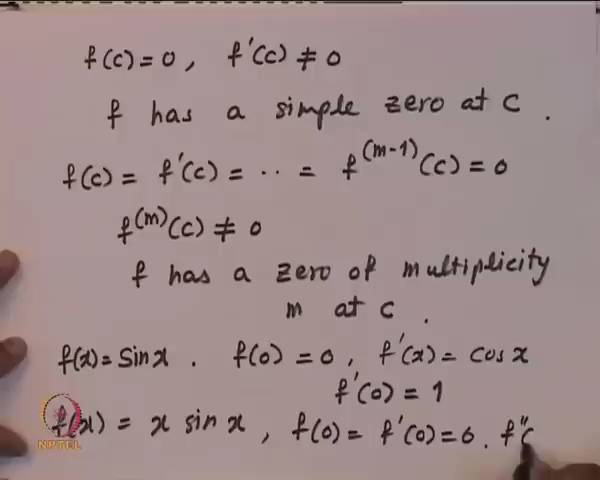 f(c) = 0, f'(c) ≠ 0
f has a simple zero at c.
f(c) = f'(c) = ·· = f^(m-1)(c) = 0
f^(m)(c) ≠ 0
f has a zero of multiplicity
m at c.
f(x) = Sin x. f(0) = 0, f'(x) = cos x
f'(0) = 1
f(x) = x sin x, f(0) = f'(0) = 0. f''(
NPTEL